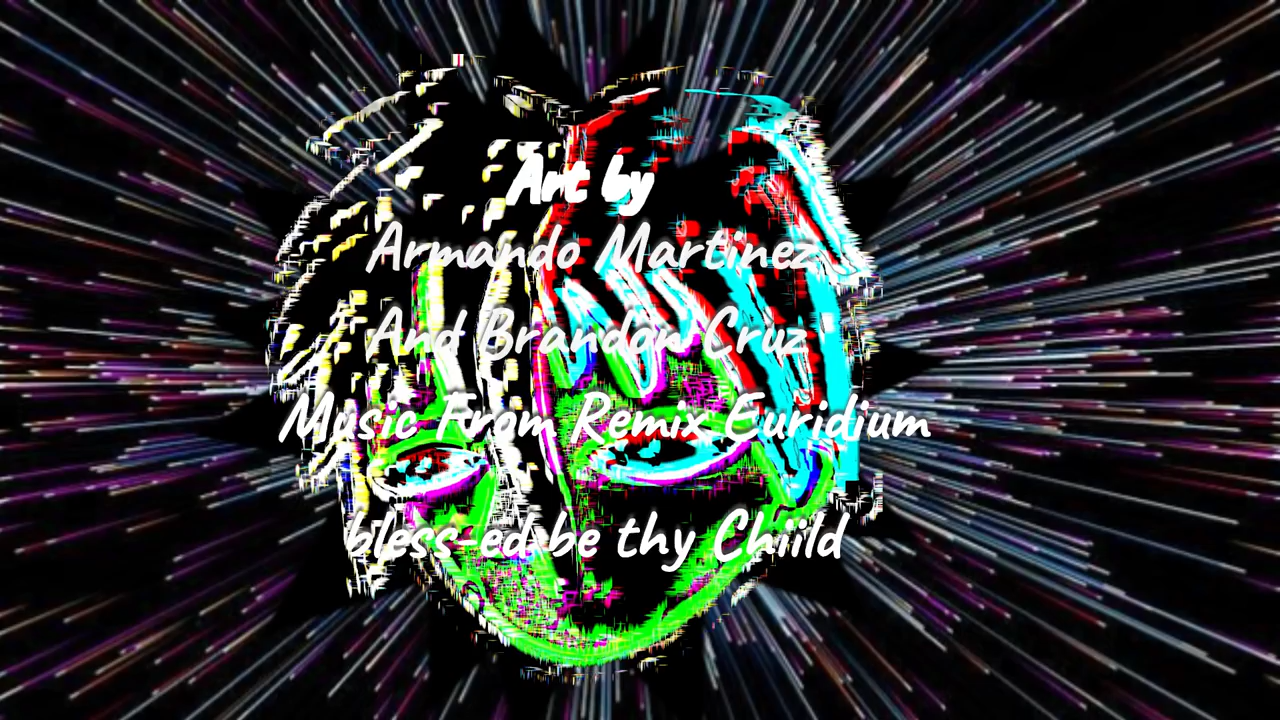 Art by
Armando Martinez
And Brandon Cruz
Music From Remix Euridium
bless-ed be thy Chiild